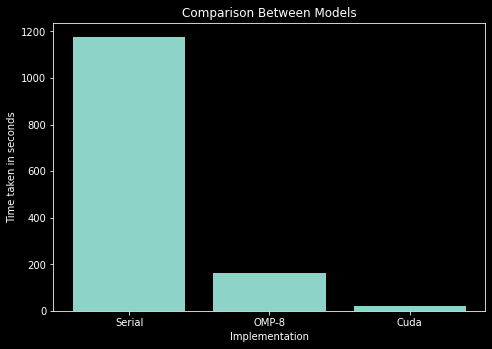 Comparison Between Models
Time taken in seconds
1200
1000
800
600
400
200
0
Serial
OMP-8
Cuda
Implementation